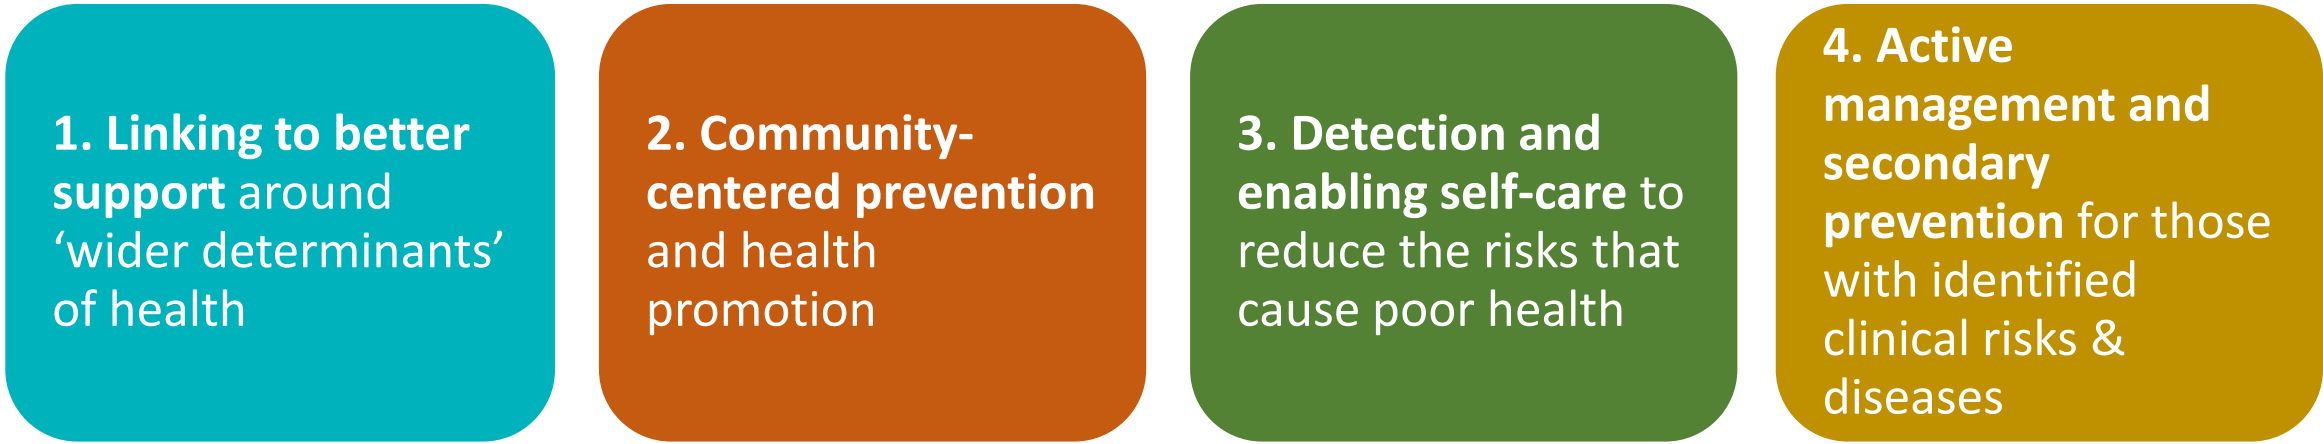 1. Linking to better
support around
‘wider determinants’
of health
2. Community-
centered prevention
and health
promotion
3. Detection and
enabling self-care to
reduce the risks that
cause poor health
4. Active
management and
secondary
prevention for those
with identified
clinical risks &
diseases